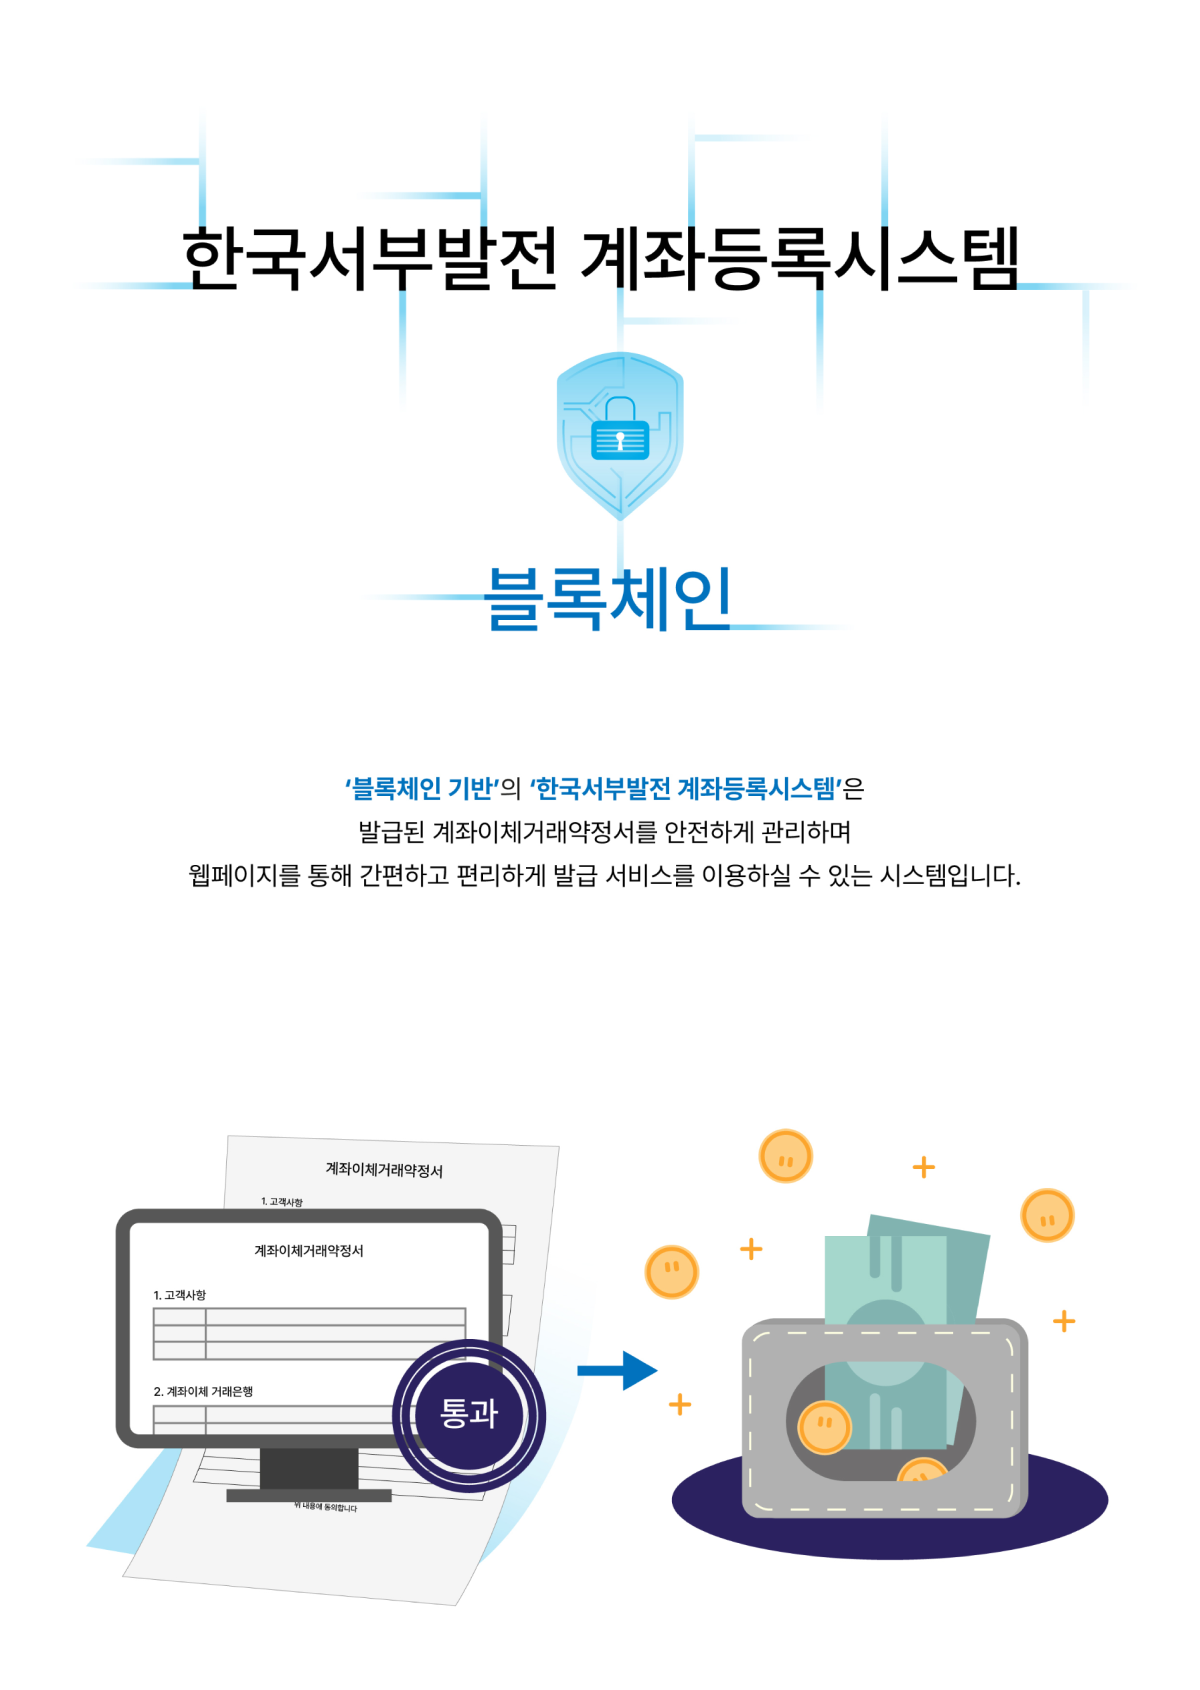 한국서부발전 계좌등록시스템
블록체인
‘블록체인 기반’의 ‘한국서부발전 계좌등록시스템’은
발급된 계좌이체거래약정서를 안전하게 관리하며
웹페이지를 통해 간편하고 편리하게 발급 서비스를 이용하실 수 있는 시스템입니다.
계좌이체거래약정서
1. 고객사항
계좌이체거래약정서
1. 고객사항
2. 계좌이체 거래은행
통과
위 내용에 동의합니다